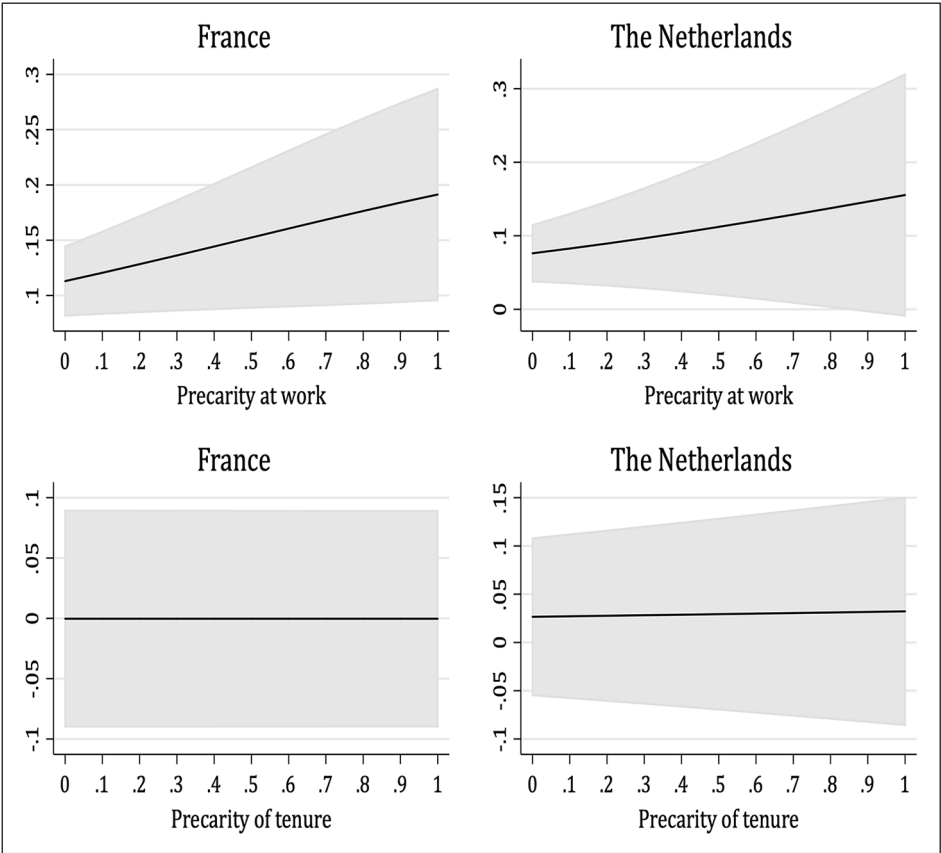 France
.3
.25
.2
.15
.1
0 .1 .2 .3 .4 .5 .6 .7 .8 .9 1
Precarity at work
The Netherlands
.3
.2
.1
0
0 .1 .2 .3 .4 .5 .6 .7 .8 .9 1
Precarity at work
France
.1
.05
0
-.05
-.1
0 .1 .2 .3 .4 .5 .6 .7 .8 .9 1
Precarity of tenure
The Netherlands
.15
.1
.05
0
-.05
-.1
0 .1 .2 .3 .4 .5 .6 .7 .8 .9 1
Precarity of tenure